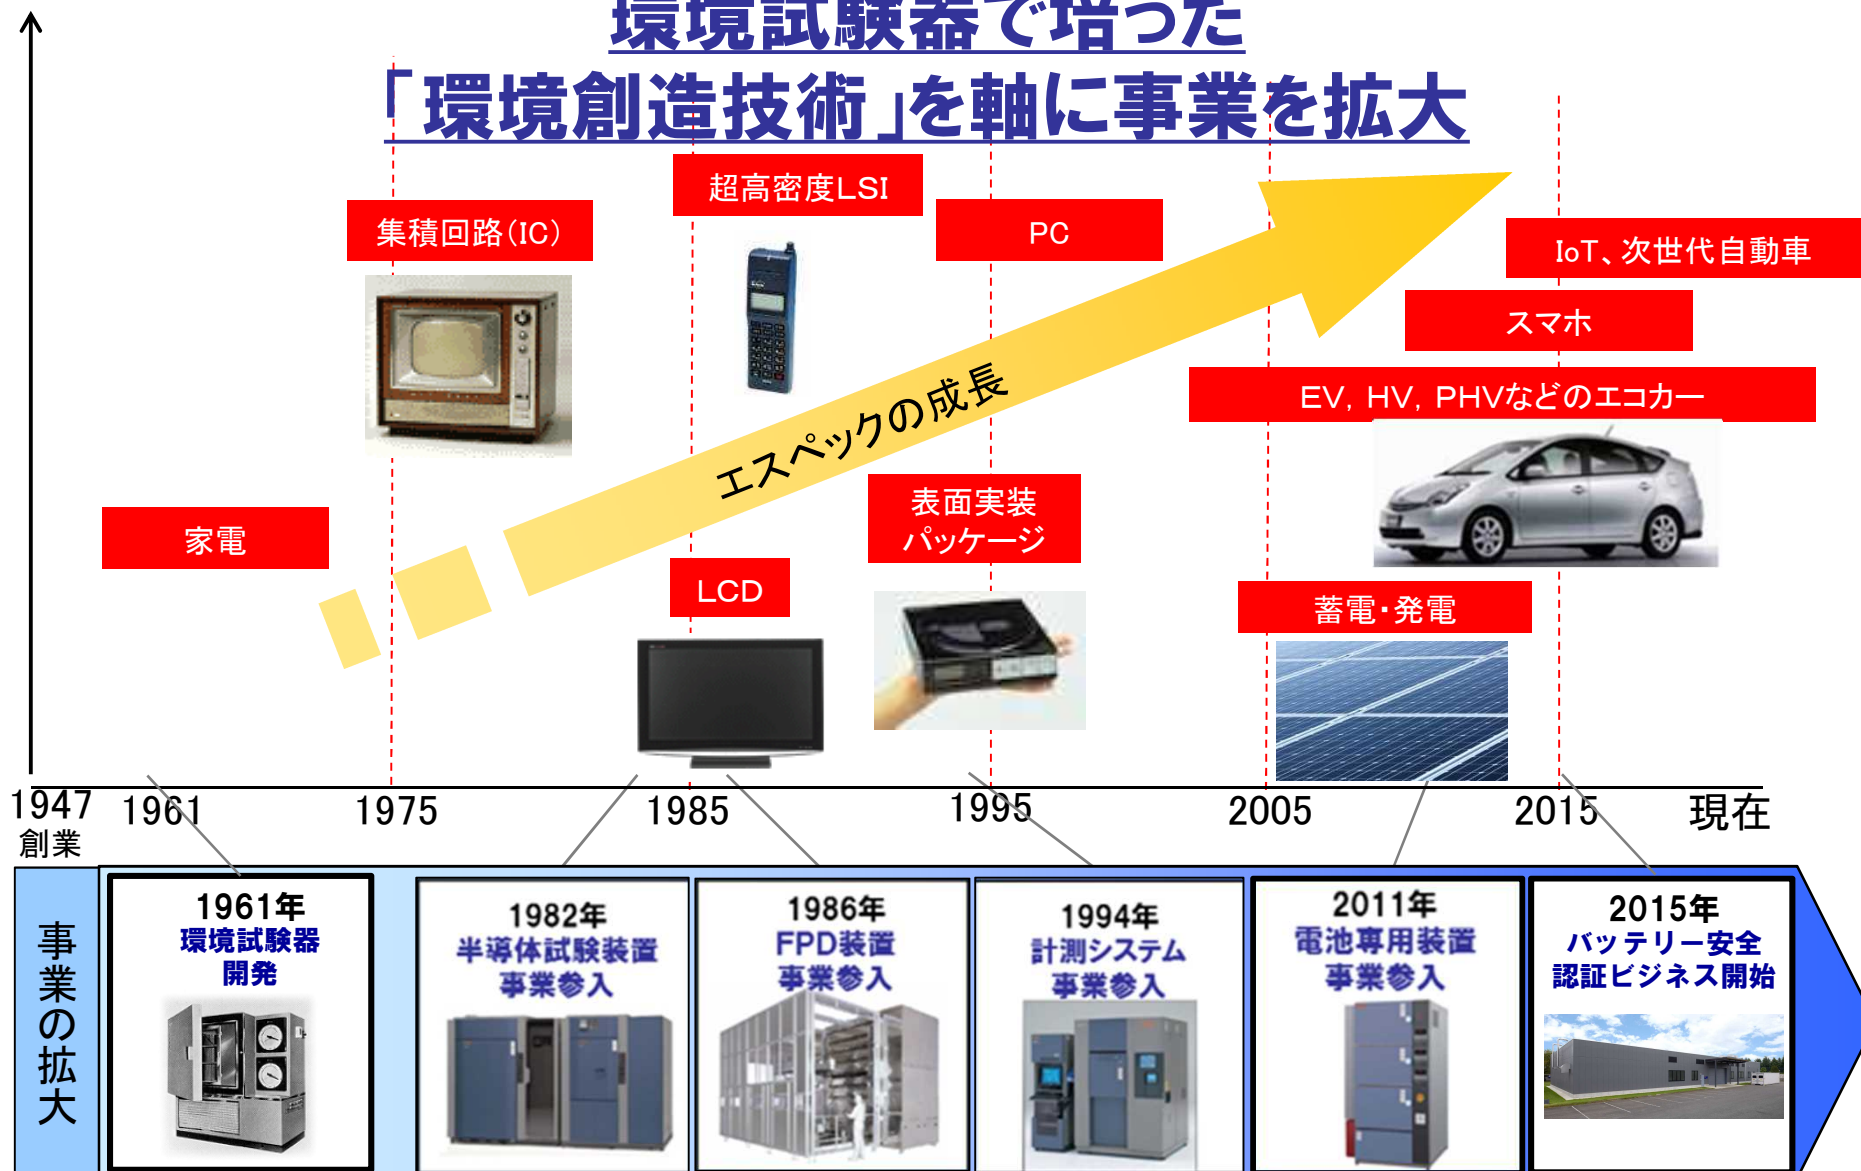 環境試験器で培った
「環境創造技術」を軸に事業を拡大
超高密度LSI
集積回路(IC)
PC
IoT、次世代自動車
スマホ
EV, HV, PHVなどのエコカー
エスペックの成長
表面実装
パッケージ
家電
LCD
蓄電・発電
1947
創業
1961
1975
1985
1995
2005
2015
現在
事業の拡大
1961年
環境試験器
開発
1982年
半導体試験装置
事業参入
1986年
FPD装置
事業参入
1994年
計測システム
事業参入
2011年
電池専用装置
事業参入
2015年
バッテリー安全
認証ビジネス開始